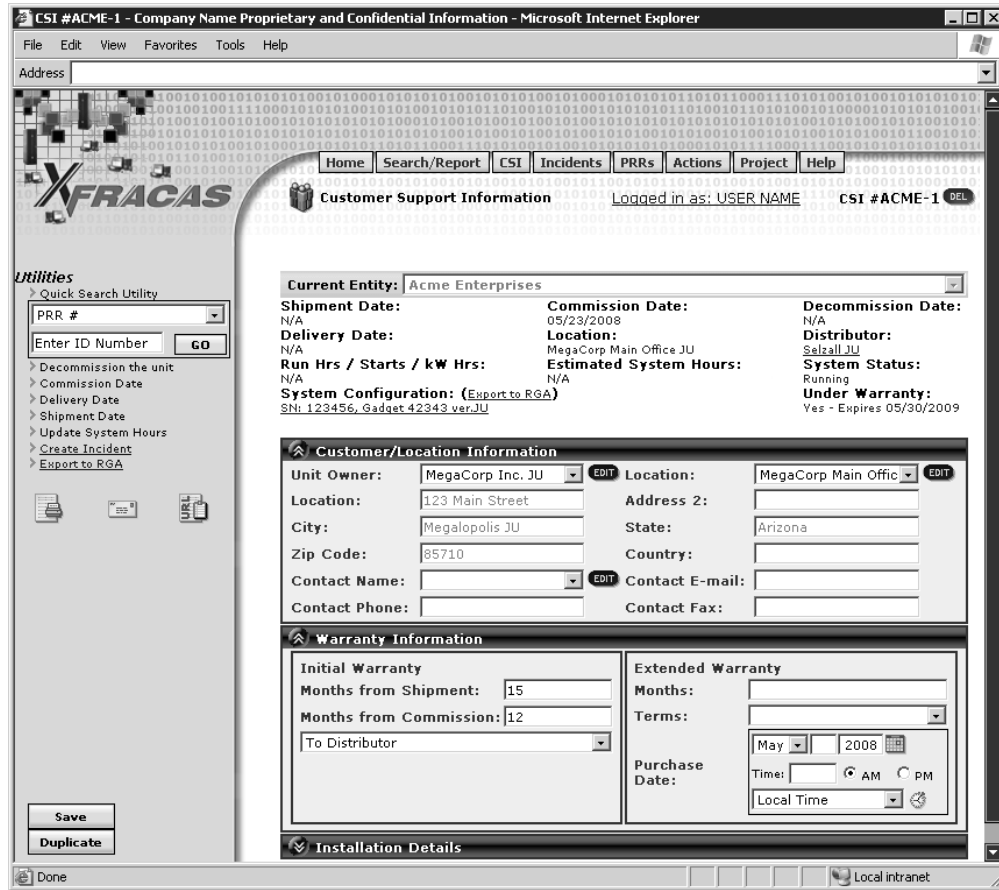 CSI #ACME-1 - Company Name Proprietary and Confidential Information - Microsoft Internet Explorer
File Edit View Favorites Tools Help
Address
XFRACAS
Home Search/Report CSI Incidents PRRs Actions Project Help
Customer Support Information Logged in as: USER NAME CSI #ACME-1 DEL
Utilities
Quick Search Utility
PRR #
Enter ID Number GO
Decommission the unit
Commission Date
Delivery Date
Shipment Date
Update System Hours
Create Incident
Export to RGA
URL
Save
Duplicate
Current Entity: Acme Enterprises
Shipment Date: Commission Date: Decommission Date:
N/A 05/23/2008 N/A
Delivery Date: Location: Distributor:
N/A MegaCorp Main Office JU Selzall JU
Run Hrs / Starts / kW Hrs: Estimated System Hours: System Status:
N/A N/A Running
System Configuration: (Export to RGA) Under Warranty:
SN: 123456, Gadget 42343 ver.JU Yes - Expires 05/30/2009
Customer/Location Information
Unit Owner: MegaCorp Inc. JU EDIT Location: MegaCorp Main Offic EDIT
Location: 123 Main Street Address 2:
City: Megalopolis JU State: Arizona
Zip Code: 85710 Country:
Contact Name: EDIT Contact E-mail:
Contact Phone: Contact Fax:
Warranty Information
Initial Warranty Extended Warranty
Months from Shipment: 15 Months:
Months from Commission: 12 Terms:
To Distributor
Purchase Date: May 2008
Time: AM PM
Local Time
Installation Details
Done Local intranet